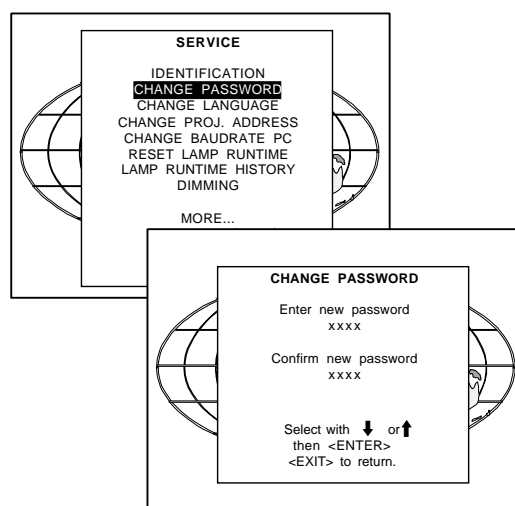 SERVICE
IDENTIFICATION
CHANGE PASSWORD
CHANGE LANGUAGE
CHANGE PROJ. ADDRESS
CHANGE BAUDRATE PC
RESET LAMP RUNTIME
LAMP RUNTIME HISTORY
DIMMING
MORE...
CHANGE PASSWORD
Enter new password
xxxx
Confirm new password
xxxx
Select with ⬇ or ⬆
then <ENTER>
<EXIT> to return.